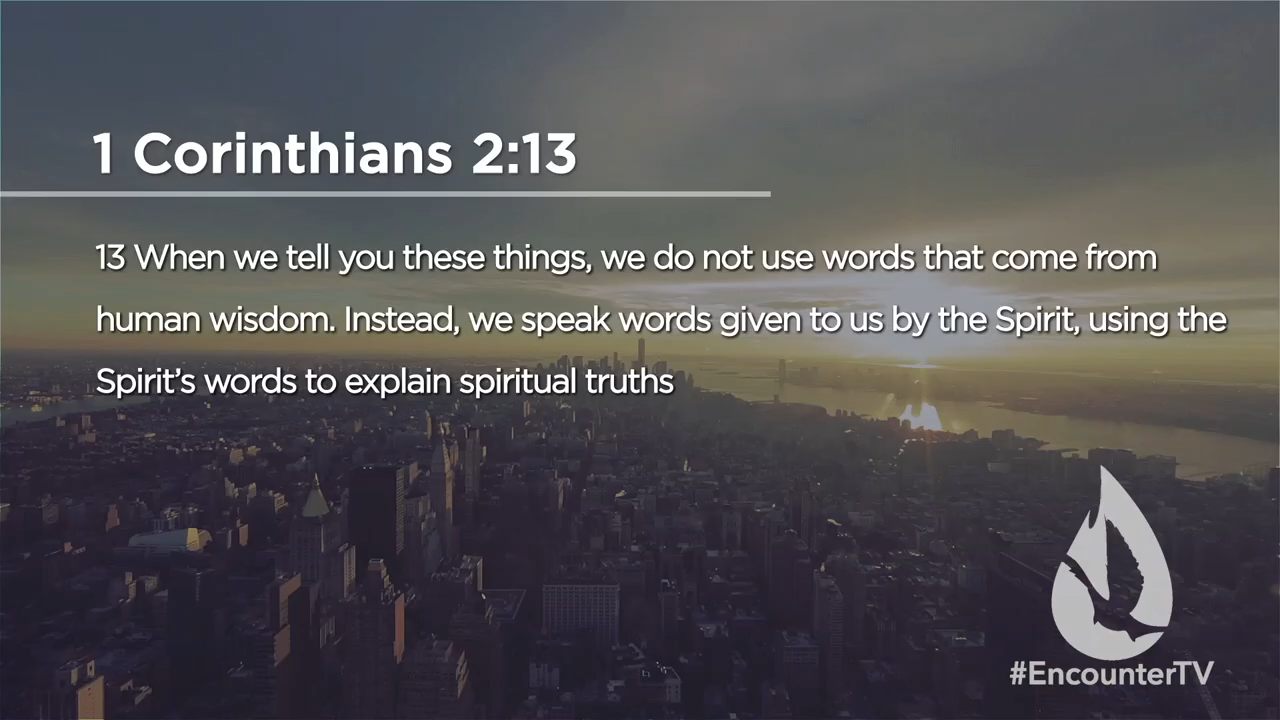 1 Corinthians 2:13
13 When we tell you these things, we do not use words that come from
human wisdom. Instead, we speak words given to us by the Spirit, using the
Spirit’s words to explain spiritual truths
#EncounterTV